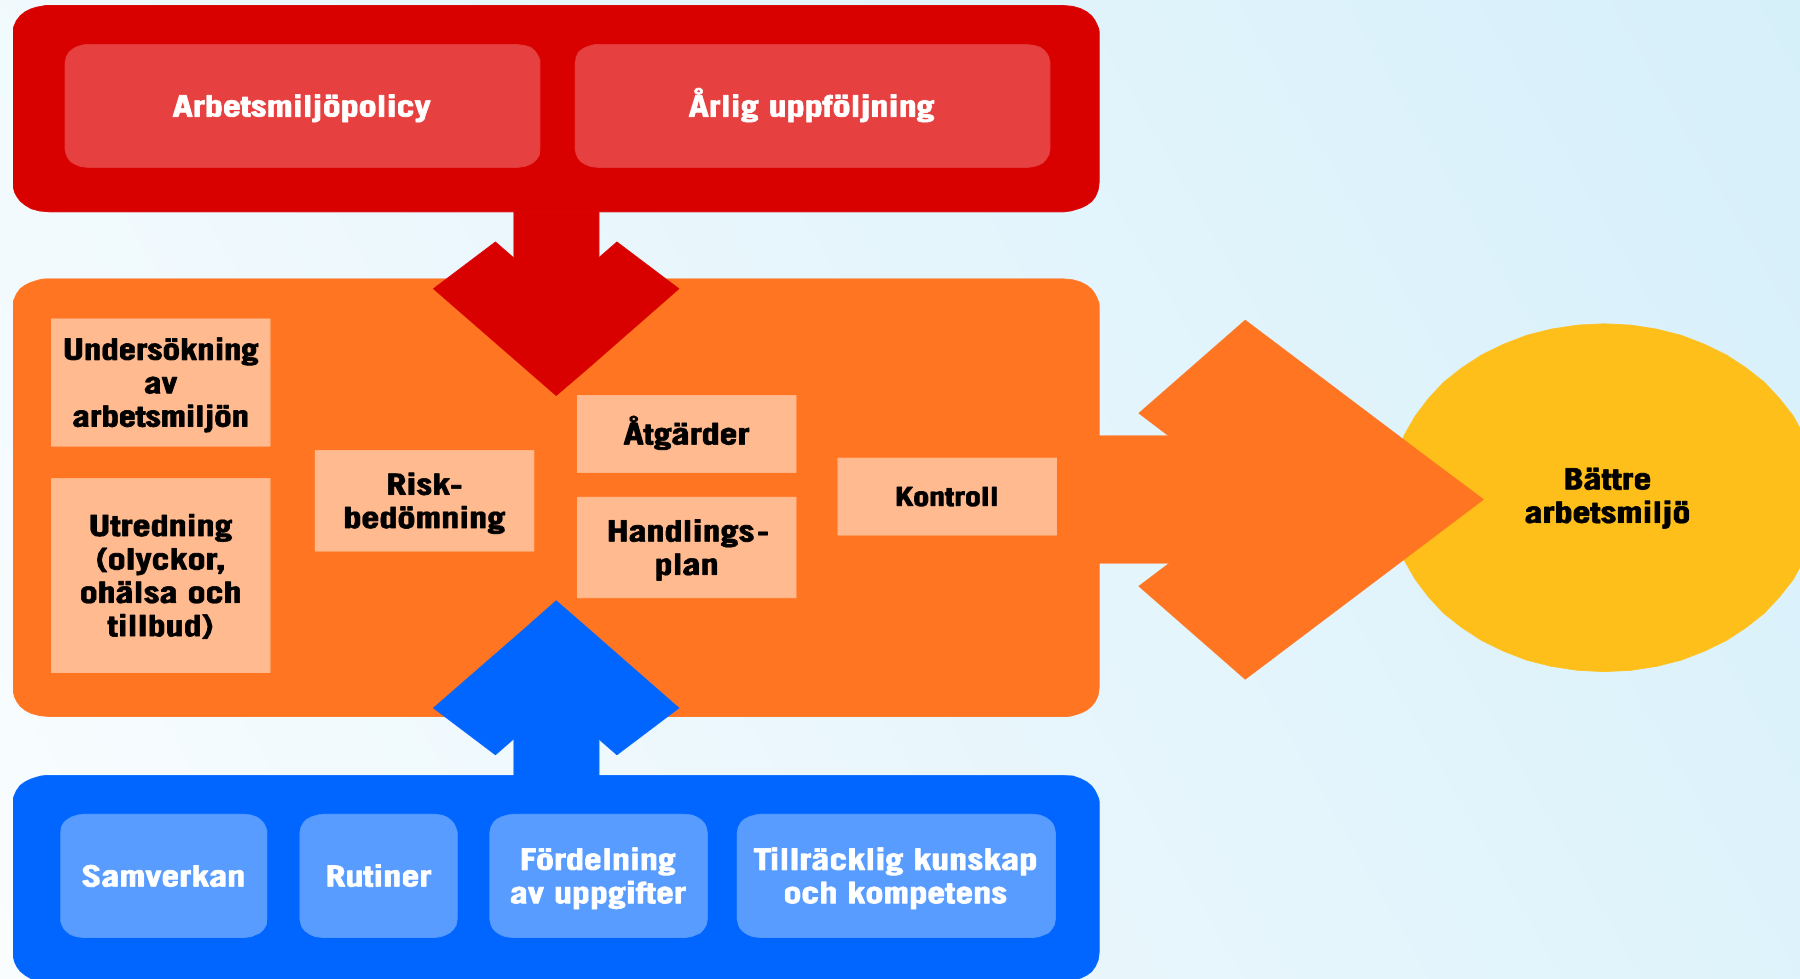 Arbetsmiljöpolicy
Årlig uppföljning
Undersökning
av
arbetsmiljön
Utredning
(olyckor,
ohälsa och
tillbud)
Risk-
bedömning
Åtgärder
Handlings-
plan
Kontroll
Bättre
arbetsmiljö
Samverkan
Rutiner
Fördelning
av uppgifter
Tillräcklig kunskap
och kompetens